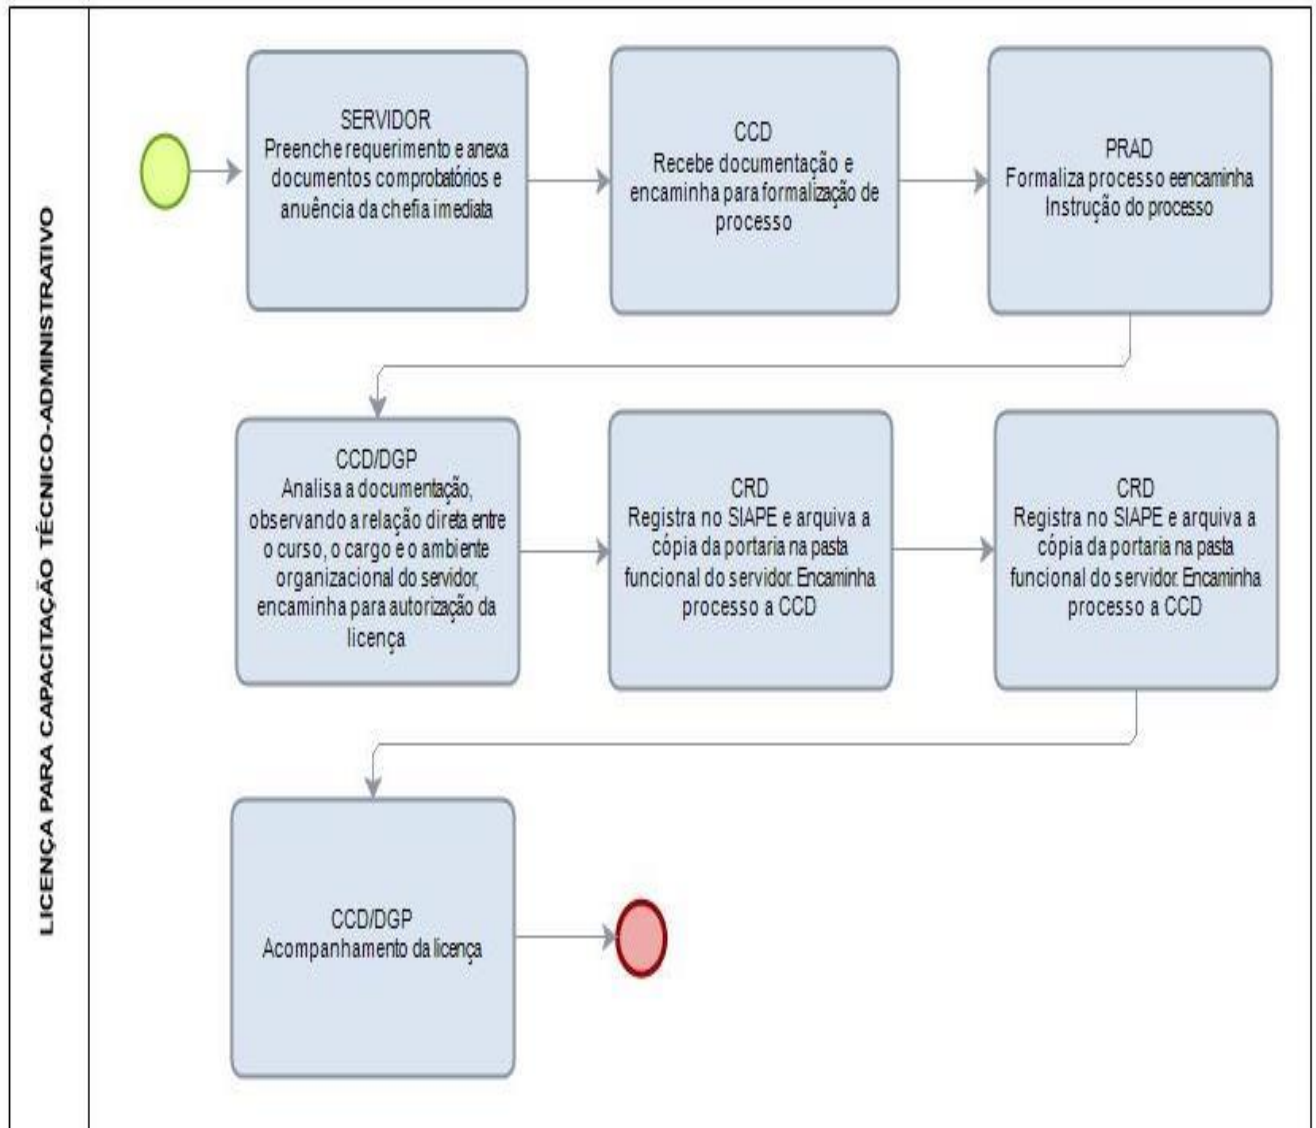 LICENÇA PARA CAPACITAÇÃO TÉCNICO-ADMINISTRATIVO
SERVIDOR
Preenche requerimento e anexa
documentos comprobatórios e
anuência da chefia imediata
CCD
Recebe documentação e
encaminha para formalização de
processo
PRAD
Formaliza processo eencaminha
Instrução do processo
CCD/DGP
Analisa a documentação,
observando a relação direta entre
o curso, o cargo e o ambiente
organizacional do servidor,
encaminha para autorização da
licença
CRD
Registra no SIAPE e arquiva a
cópia da portaria na pasta
funcional do servidor. Encaminha
processo a CCD
CRD
Registra no SIAPE e arquiva a
cópia da portaria na pasta
funcional do servidor. Encaminha
processo a CCD
CCD/DGP
Acompanhamento da licença